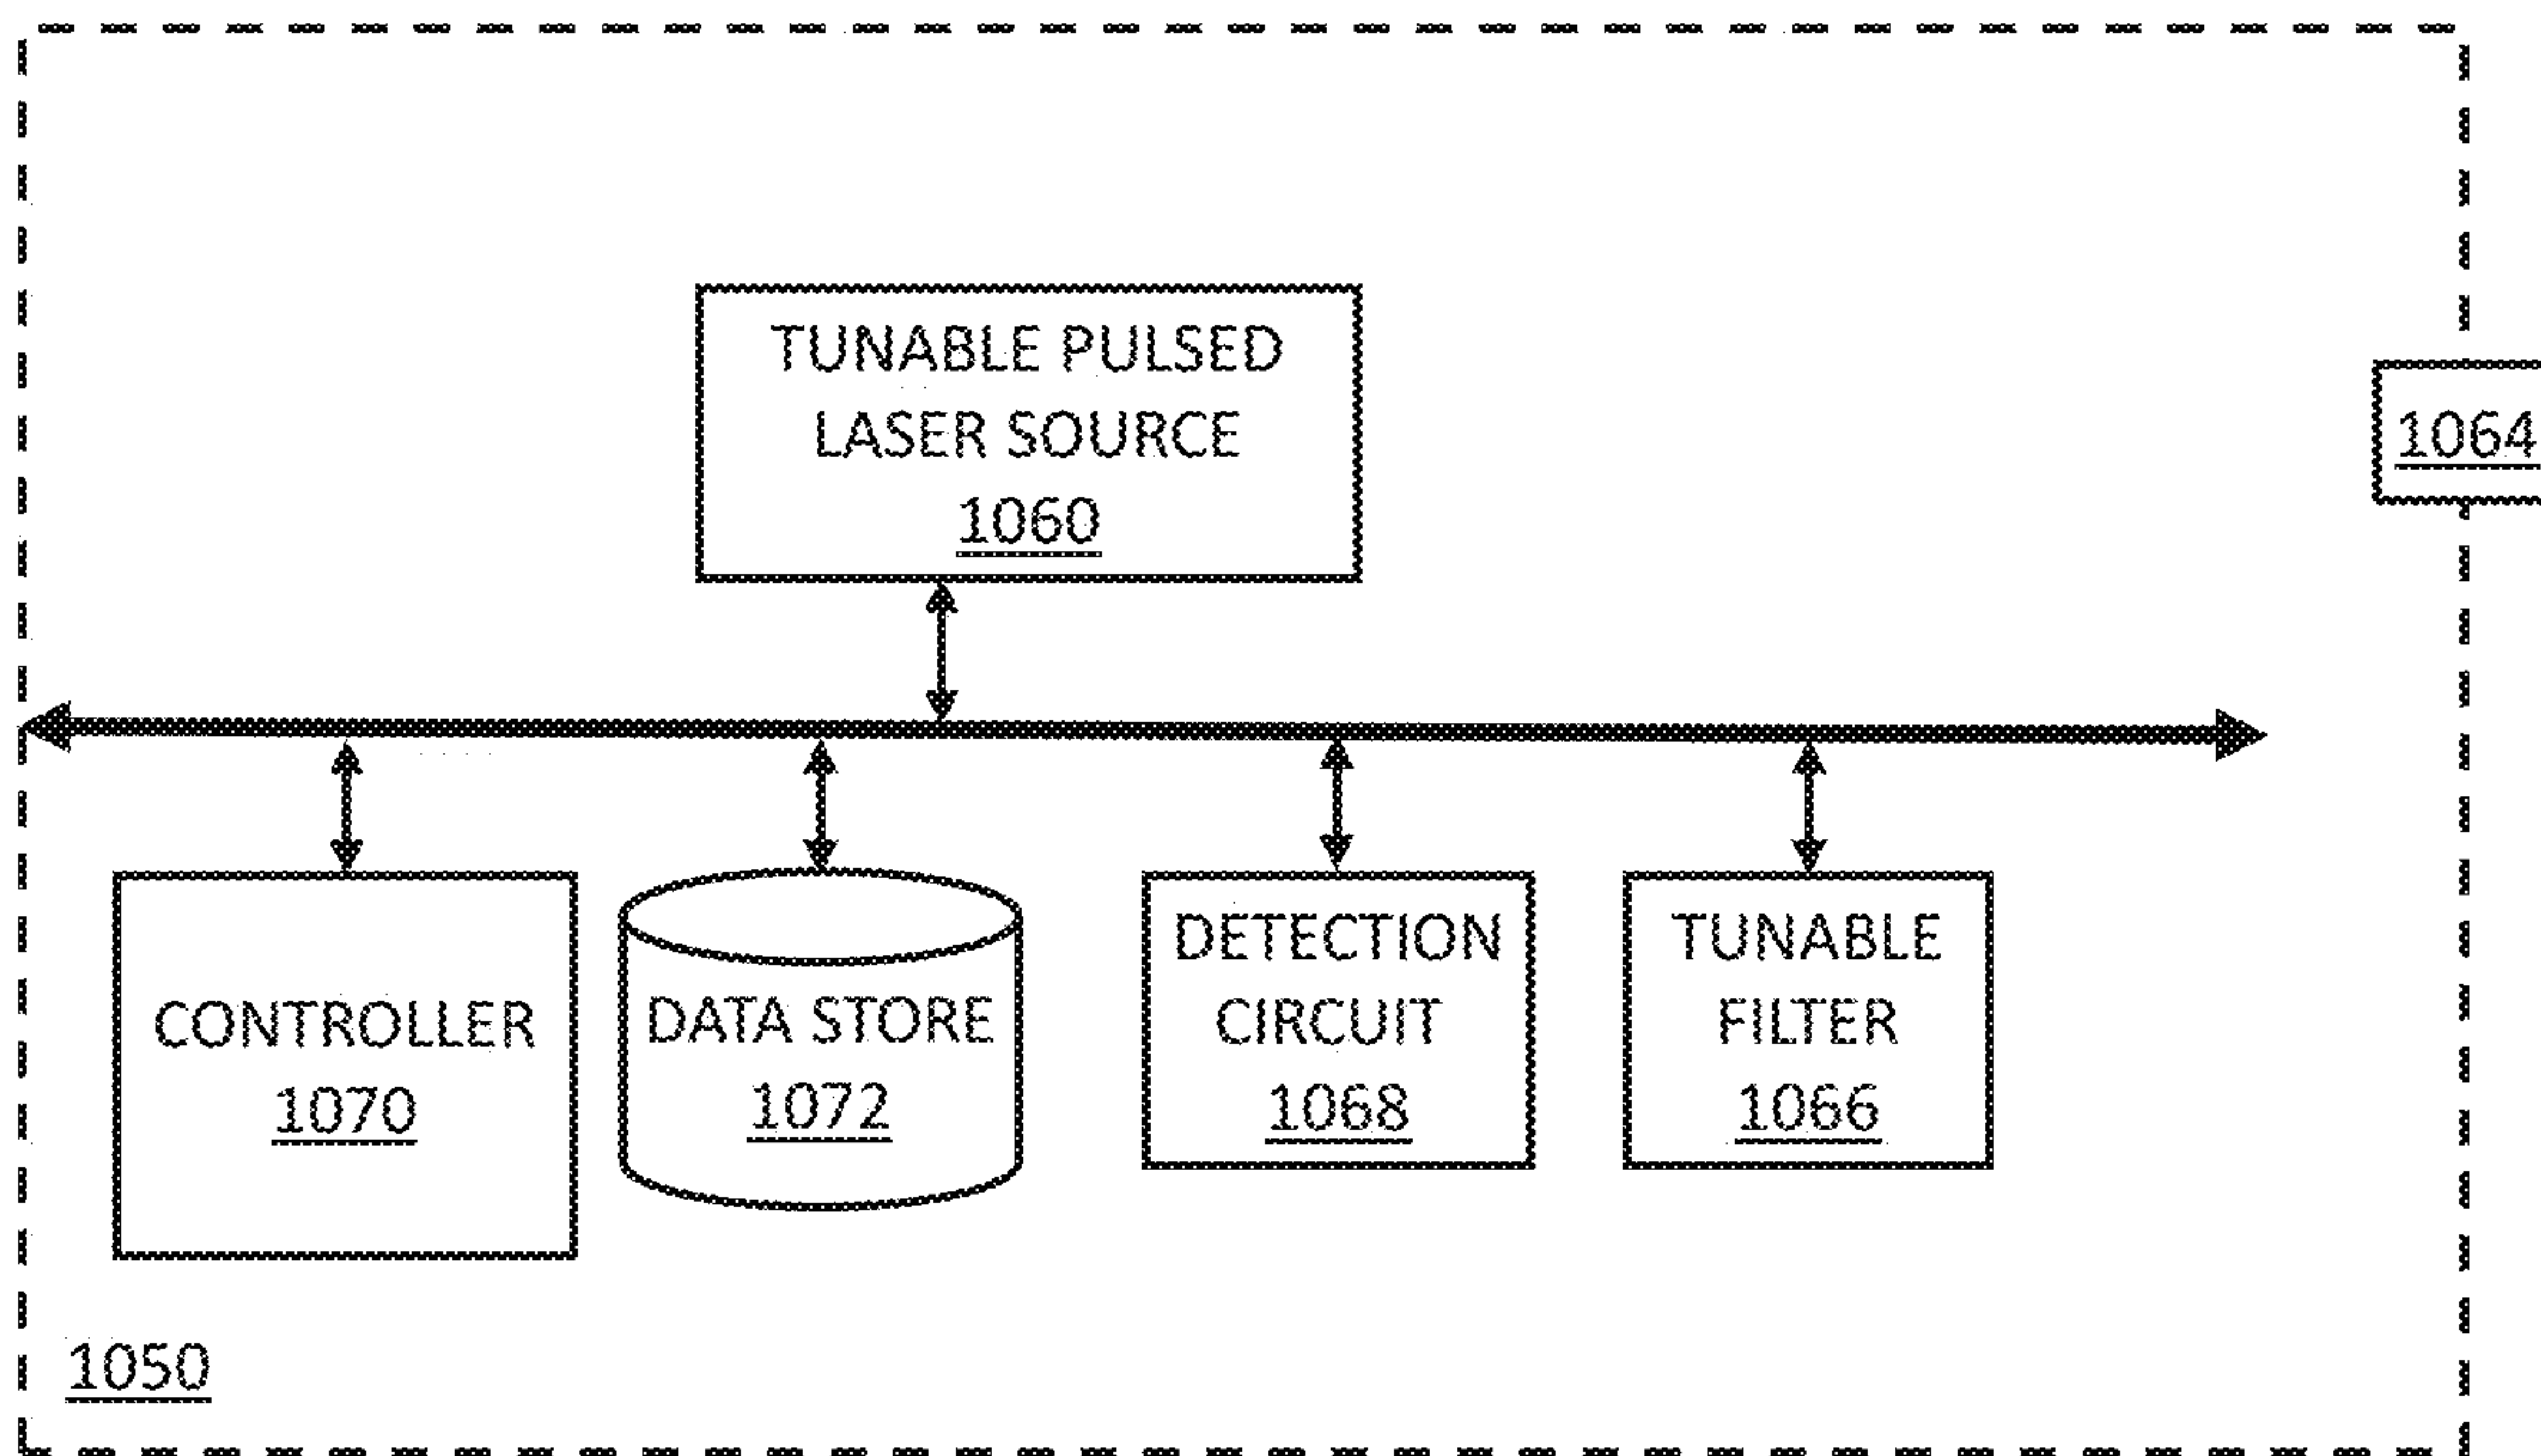 TUNABLE PULSED
LASER SOURCE
1060
1064
CONTROLLER
1070
DATA STORE
1072
DETECTION
CIRCUIT
1068
TUNABLE
FILTER
1066
1050